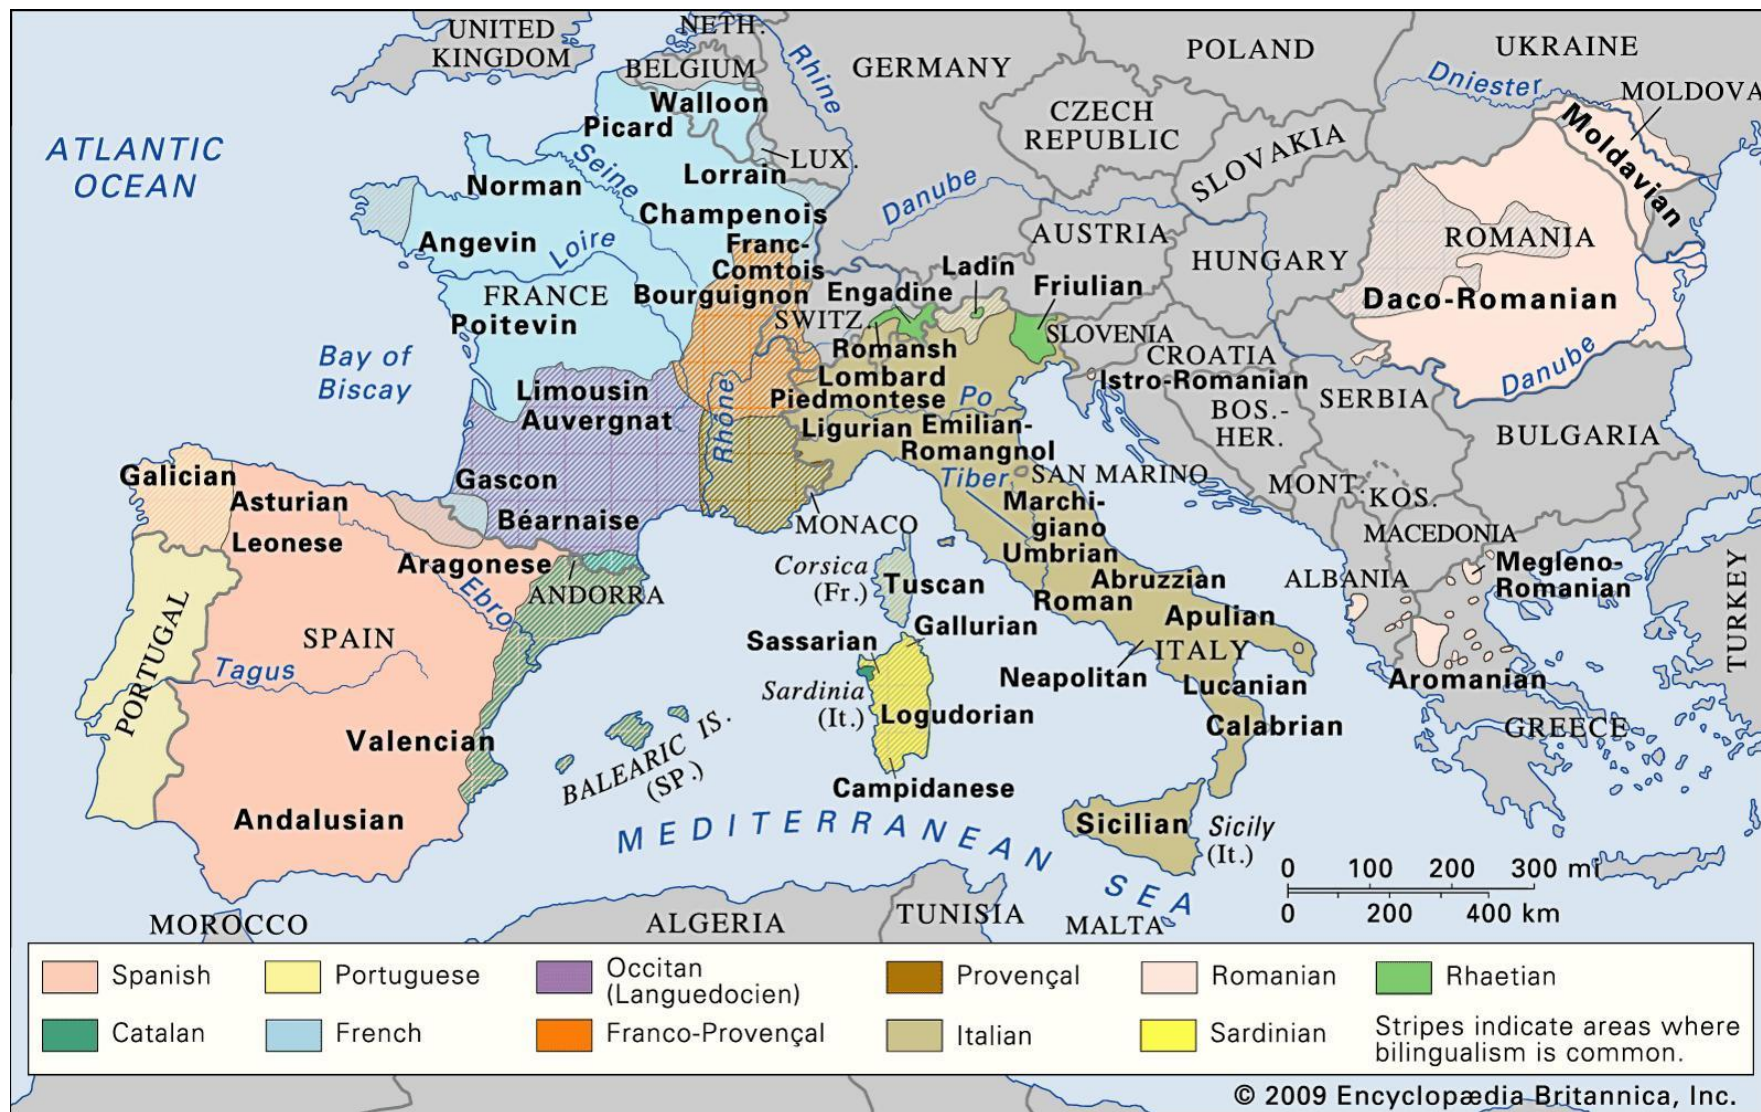 UNITED
KINGDOM
NETH.
BELGIUM
Rhine
GERMANY
POLAND
UKRAINE
Dniester
MOLDOVA
ATLANTIC
OCEAN
Walloon
Picard
LUX.
CZECH
REPUBLIC
SLOVAKIA
Moldavian
Seine
Norman
Lorrain
Champenois
Danube
AUSTRIA
HUNGARY
ROMANIA
Angevin
Loire
Franc-
Comtois
Bourguignon
FRANCE
Poitevin
Engadine
Ladin
Friulian
SWITZ.
SLOVENIA
Daco-Romanian
Romansh
CROATIA
Danube
Bay of
Biscay
Limousin
Auvergnat
Rhône
Lombard
Piedmontese
Po
Istro-Romanian
BOS.-
HER.
SERBIA
BULGARIA
Ligurian
Emilian-
Romangnol
Galician
Asturian
Leonese
Gascon
Béarnaise
Tiber
SAN MARINO
MONT.
KOS.
MONACO
Marchi-
giano
Umbrian
MACEDONIA
Aragonese
Ebro
ANDORRA
Corsica
(Fr.)
Tuscan
Abruzzian
Roman
Apulian
ALBANIA
Megleno-
Romanian
TURKEY
PORTUGAL
SPAIN
Tagus
Sassarian
Gallurian
ITALY
Neapolitan
Lucanian
Aromanian
Sardinia
(It.)
Logudorian
Calabrian
GREECE
Valencian
BALEARIC IS.
(SP.)
Campidanese
Andalusian
MEDITERRANEAN
SEA
Sicilian
Sicily
(It.)
0 100 200 300 mi
0 200 400 km
MOROCCO
ALGERIA
TUNISIA
MALTA
Spanish
Portuguese
Occitan
(Languedocien)
Provençal
Romanian
Rhaetian
Catalan
French
Franco-Provençal
Italian
Sardinian
Stripes indicate areas where
bilingualism is common.
© 2009 Encyclopædia Britannica, Inc.